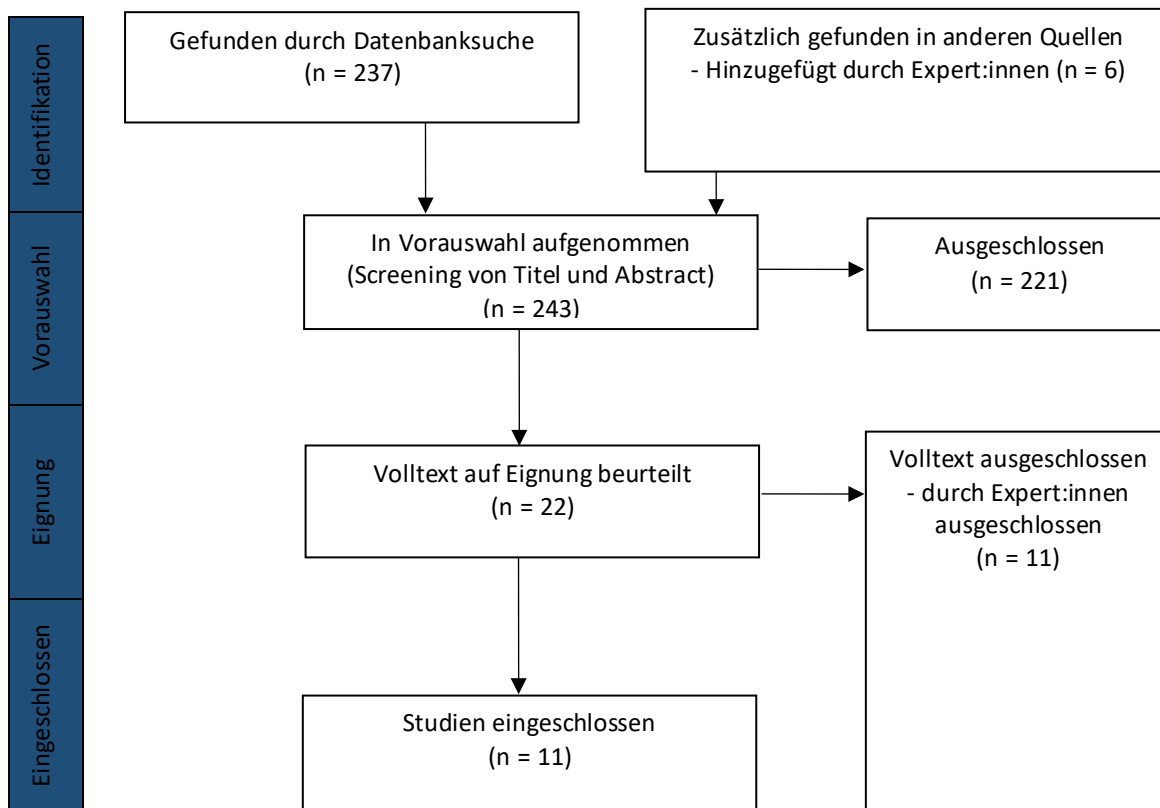 Identifikation
Gefunden durch Datenbanksuche
(n = 237)
Zusätzlich gefunden in anderen Quellen
- Hinzugefügt durch Expert:innen (n = 6)
Vorauswahl
In Vorauswahl aufgenommen
(Screening von Titel und Abstract)
(n = 243)
Ausgeschlossen
(n = 221)
Eignung
Volltext auf Eignung beurteilt
(n = 22)
Volltext ausgeschlossen
- durch Expert:innen
ausgeschlossen
(n = 11)
Eingeschlossen
Studien eingeschlossen
(n = 11)